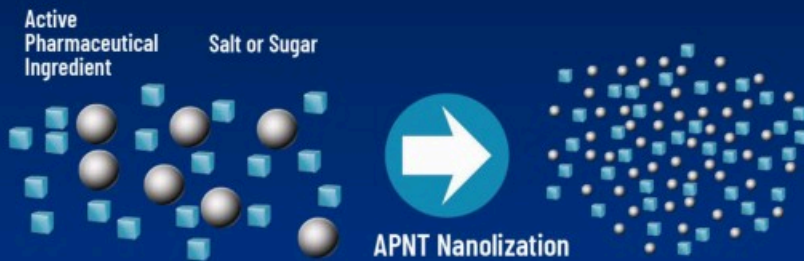 Active
Pharmaceutical
Ingredient
Salt or Sugar
APNT Nanolization